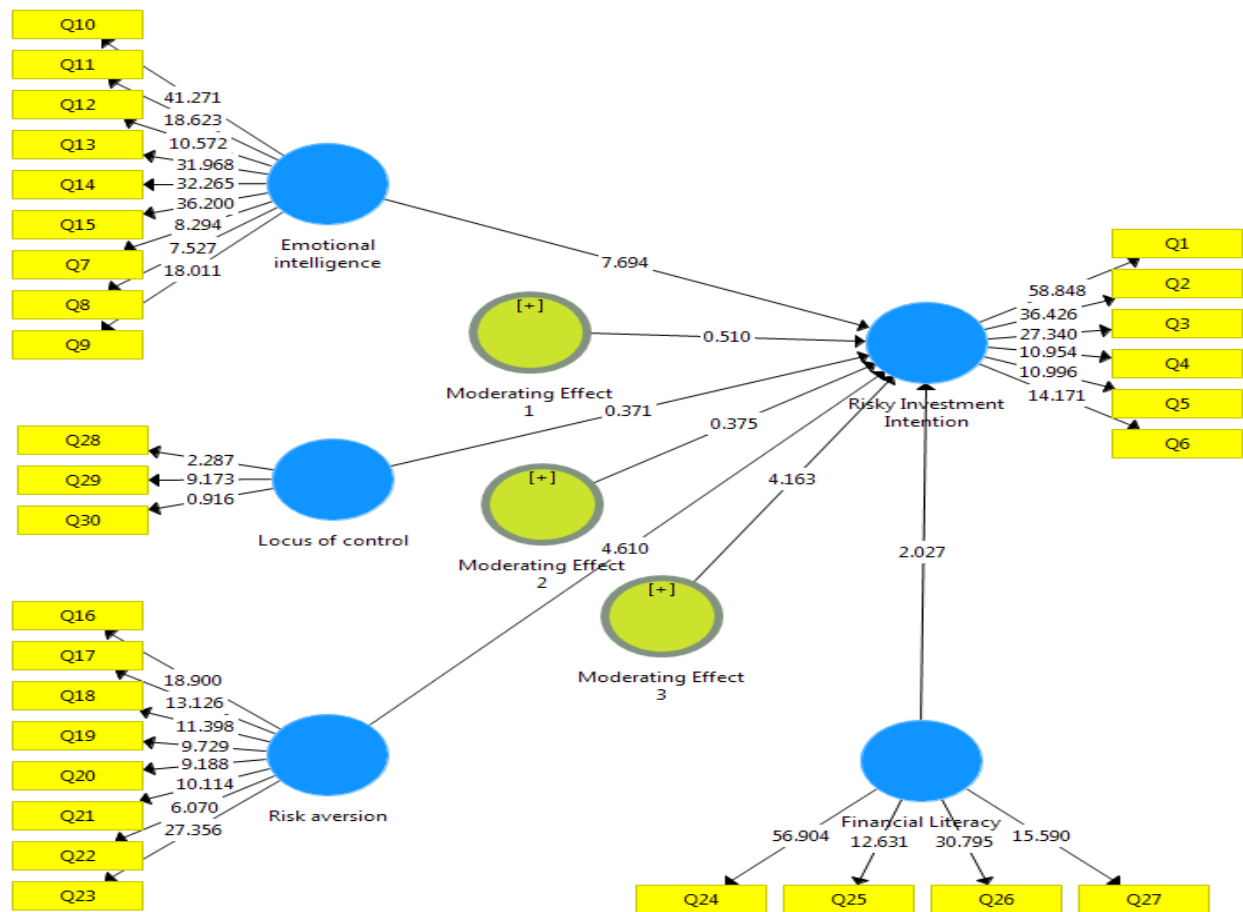 Q10
Q11
Q12
Q13
Q14
Q15
Q7
Q8
Q9
41.271
18.623
10.572
31.968
32.265
36.200
8.294
7.527
18.011
Emotional
intelligence
7.694
[+]
Moderating Effect
1
0.510
Q28
Q29
Q30
2.287
9.173
0.916
Locus of control
0.371
[+]
Moderating Effect
2
0.375
[+]
Moderating Effect
3
4.163
Q16
Q17
Q18
Q19
Q20
Q21
Q22
Q23
18.900
13.126
11.398
9.729
9.188
10.114
6.070
27.356
Risk aversion
4.610
Risky Investment
Intention
58.848
36.426
27.340
10.954
10.996
14.171
Q1
Q2
Q3
Q4
Q5
Q6
2.027
Financial Literacy
56.904
12.631
30.795
15.590
Q24
Q25
Q26
Q27